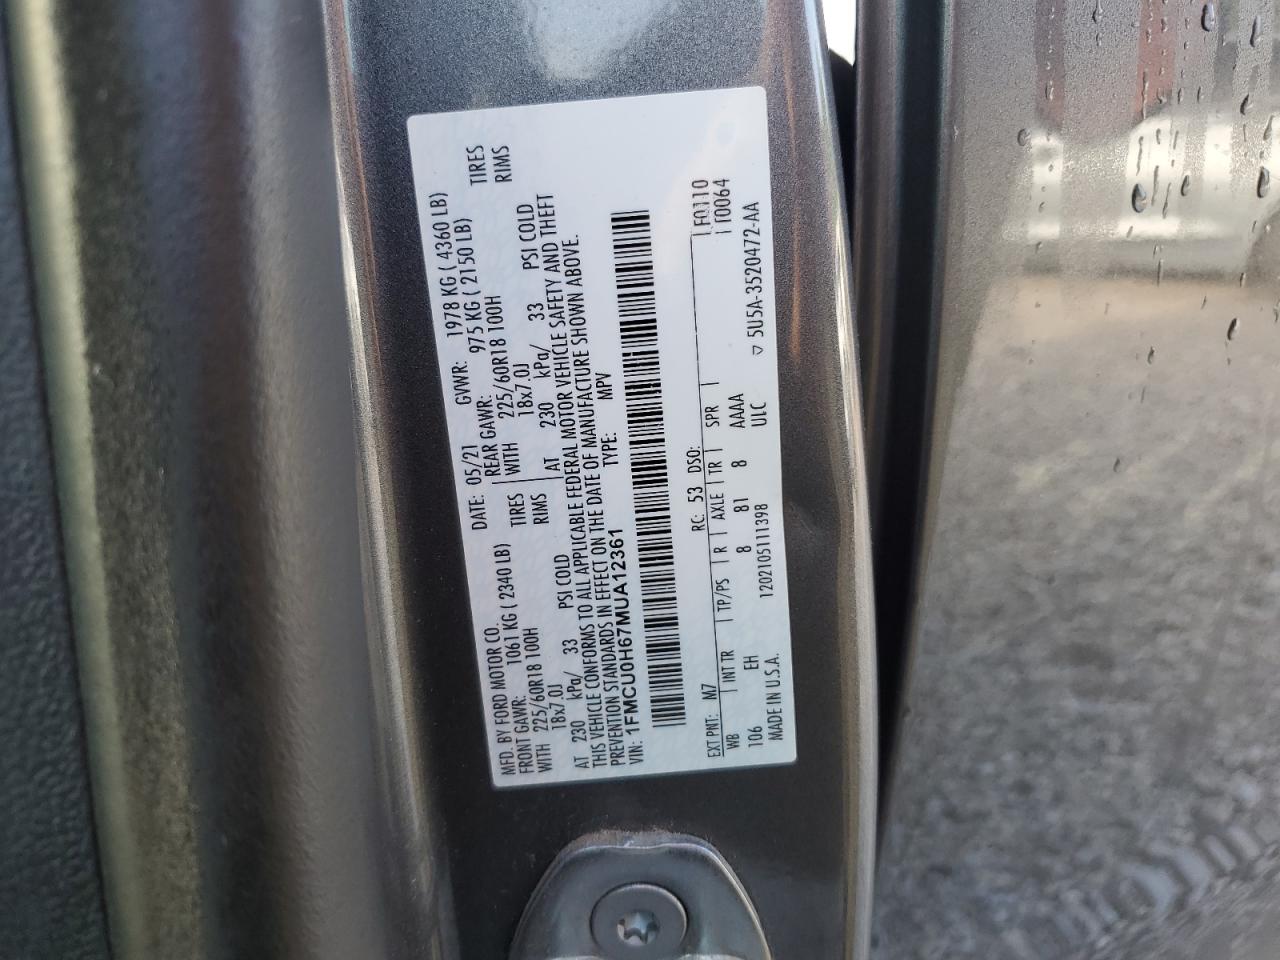 MFD. BY FORD MOTOR CO. DATE: 05/21 GVWR: 1978 KG ( 4360 LB)
FRONT GAWR: 1061 KG ( 2340 LB) REAR GAWR: 975 KG ( 2150 LB)
WITH 225/60R18 100H TIRES WITH 225/60R18 100H TIRES
18x7.0J RIMS 18x7.0J RIMS
AT 230 kPa/ 33 PSI COLD AT 230 kPa/ 33 PSI COLD
THIS VEHICLE CONFORMS TO ALL APPLICABLE FEDERAL MOTOR VEHICLE SAFETY AND THEFT
PREVENTION STANDARDS IN EFFECT ON THE DATE OF MANUFACTURE SHOWN ABOVE.
VIN: 1FMCU0H67MUA12361 TYPE: MPV
EXT PNT: M7 RC: 53 DSO: F0110
WB INT TR TP/PS R AXLE TR SPR T0064
106 EH 8 81 8 AAAA
MADE IN U.S.A. 120210511398 ULC 5U5A-3520472-AA